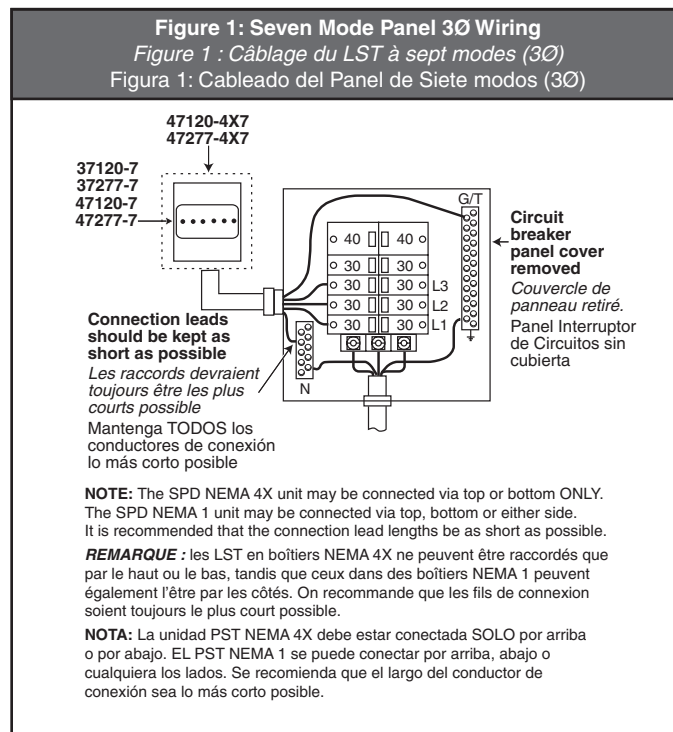 Figure 1: Seven Mode Panel 3Ø Wiring
Figure 1 : Câblage du LST à sept modes (3Ø)
Figura 1: Cableado del Panel de Siete modos (3Ø)
47120-4X7
47277-4X7
37120-7
37277-7
47120-7
47277-7
G/T
40 40
30 30
30 30 L3
30 30 L2
30 30 L1
N
Circuit
breaker
panel cover
removed
Couvercle de
panneau retiré.
Panel Interruptor
de Circuitos sin
cubierta
Connection leads
should be kept as
short as possible
Les raccords devraient
toujours être les plus
courts possible
Mantenga TODOS los
conductores de conexión
lo más corto posible
NOTE: The SPD NEMA 4X unit may be connected via top or bottom ONLY.
The SPD NEMA 1 unit may be connected via top, bottom or either side.
It is recommended that the connection lead lengths be as short as possible.
REMARQUE : les LST en boîtiers NEMA 4X ne peuvent être raccordés que
par le haut ou le bas, tandis que ceux dans des boîtiers NEMA 1 peuvent
également l'être par les côtés. On recommande que les fils de connexion
soient toujours le plus court possible.
NOTA: La unidad PST NEMA 4X debe estar conectada SOLO por arriba
o por abajo. EL PST NEMA 1 se puede conectar por arriba, abajo o
cualquiera los lados. Se recomienda que el largo del conductor de
conexión sea lo más corto posible.